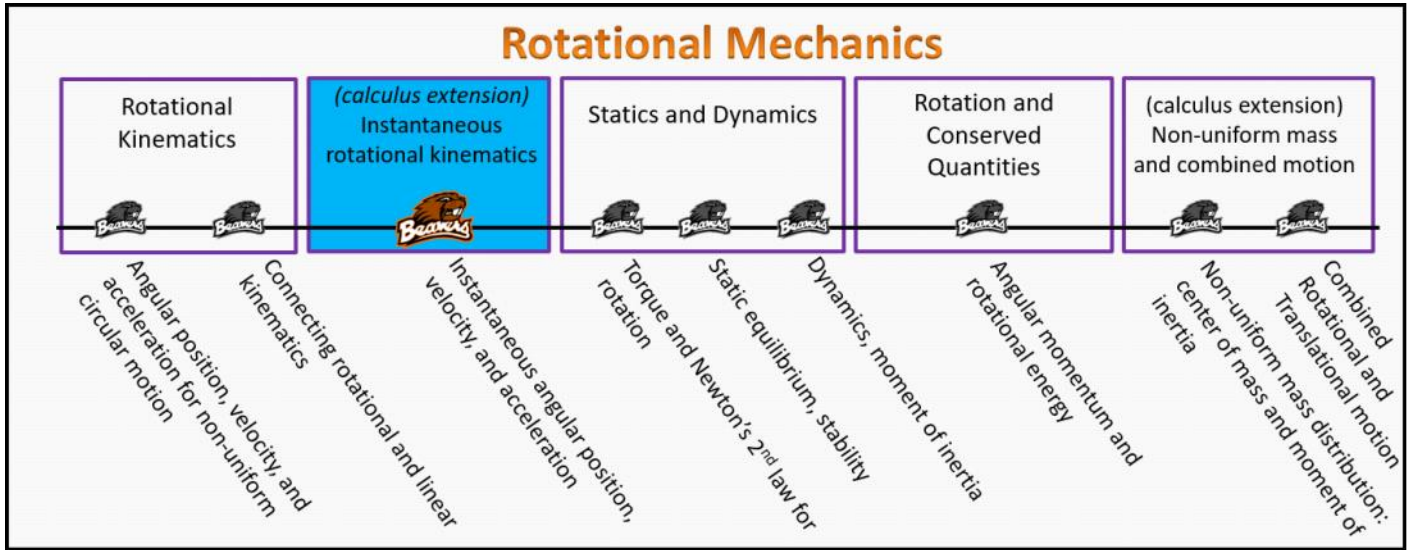 Rotational Mechanics
Rotational
Kinematics
(calculus extension)
Instantaneous
rotational kinematics
Statics and Dynamics
Rotation and
Conserved
Quantities
(calculus extension)
Non-uniform mass
and combined motion
Beavers
Beavers
Beavers
Beavers
Beavers
Beavers
Beavers
Beavers
Beavers
Angular position, velocity, and
acceleration for non-uniform
circular motion
Connecting rotational and linear
kinematics
Instantaneous angular position,
velocity, and acceleration
Torque and Newton's 2nd law for
rotation
Static equilibrium, stability
Dynamics, moment of inertia
Angular momentum and
rotational energy
Non-uniform mass distribution:
center of mass and moment of
inertia
Combined
Rotational and
Translational motion